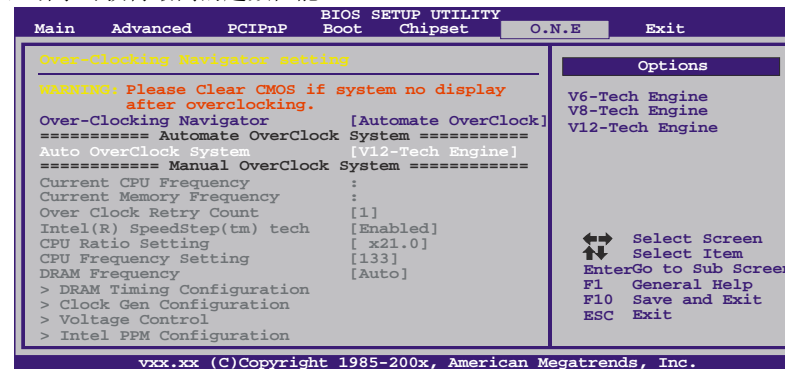 BIOS SETUP UTILITY
Main Advanced PCIPnP Boot Chipset O.N.E Exit
Over-Clocking Navigator setting
WARNING: Please Clear CMOS if system no display
after overclocking.
Over-Clocking Navigator [Automate OverClock]
=========== Automate OverClock System ===========
Auto OverClock System [V12-Tech Engine]
============ Manual OverClock System ============
Current CPU Frequency :
Current Memory Frequency :
Over Clock Retry Count [1]
Intel(R) SpeedStep(tm) tech [Enabled]
CPU Ratio Setting [ x21.0]
CPU Frequency Setting [133]
DRAM Frequency [Auto]
> DRAM Timing Configuration
> Clock Gen Configuration
> Voltage Control
> Intel PPM Configuration
Options
V6-Tech Engine
V8-Tech Engine
V12-Tech Engine
Select Screen
Select Item
EnterGo to Sub Screen
F1 General Help
F10 Save and Exit
ESC Exit
vxx.xx (C)Copyright 1985-200x, American Megatrends, Inc.